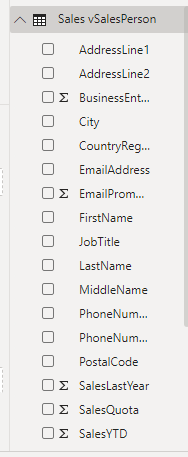 Sales vSalesPerson
AddressLine1
AddressLine2
Σ BusinessEnt...
City
CountryReg...
EmailAddress
Σ EmailProm...
FirstName
JobTitle
LastName
MiddleName
PhoneNum...
PhoneNum...
PostalCode
Σ SalesLastYear
Σ SalesQuota
Σ SalesYTD